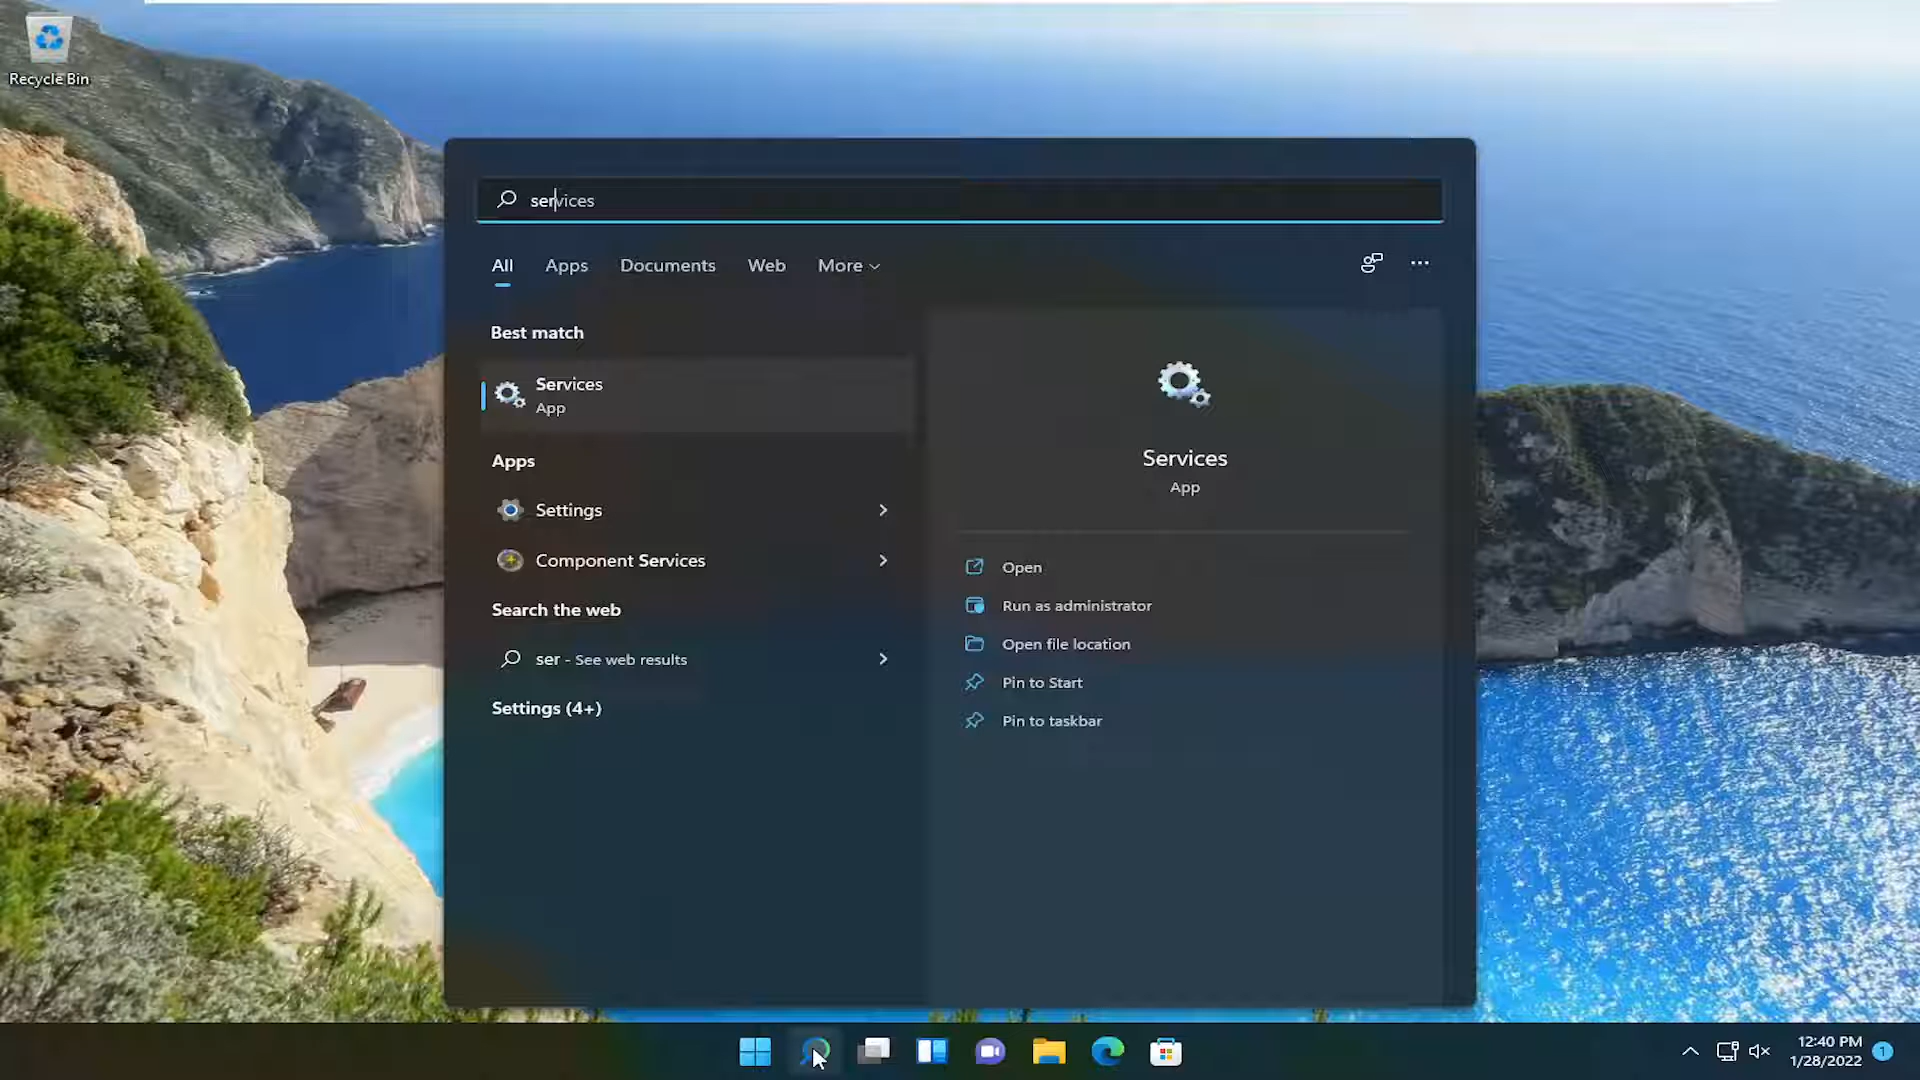 Recycle Bin
services
All Apps Documents Web More
Best match
Services
App
Apps
Settings
Component Services
Search the web
ser - See web results
Settings (4+)
Services
App
Open
Run as administrator
Open file location
Pin to Start
Pin to taskbar
12:40 PM
1/28/2022
1